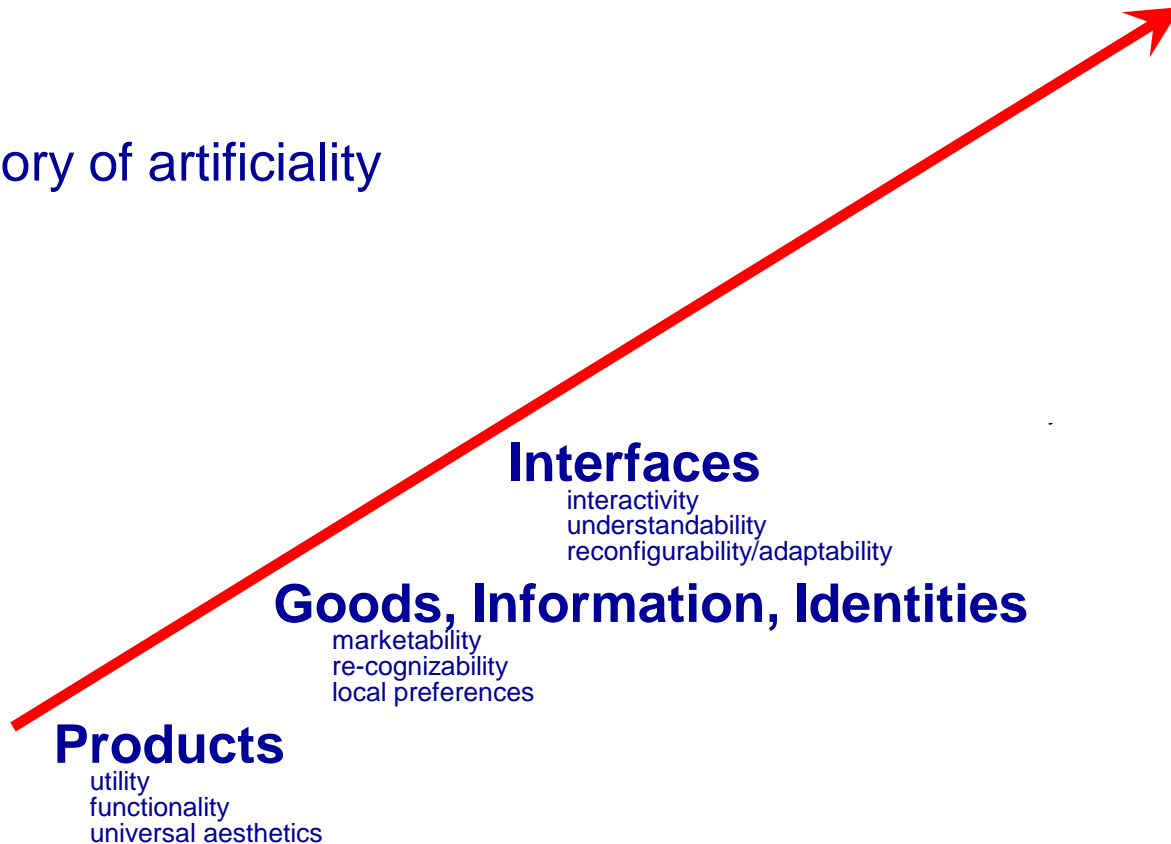 ory of artificiality
Interfaces
interactivity
understandability
reconfigurability/adaptability
Goods, Information, Identities
marketability
re-cognizability
local preferences
Products
utility
functionality
universal aesthetics